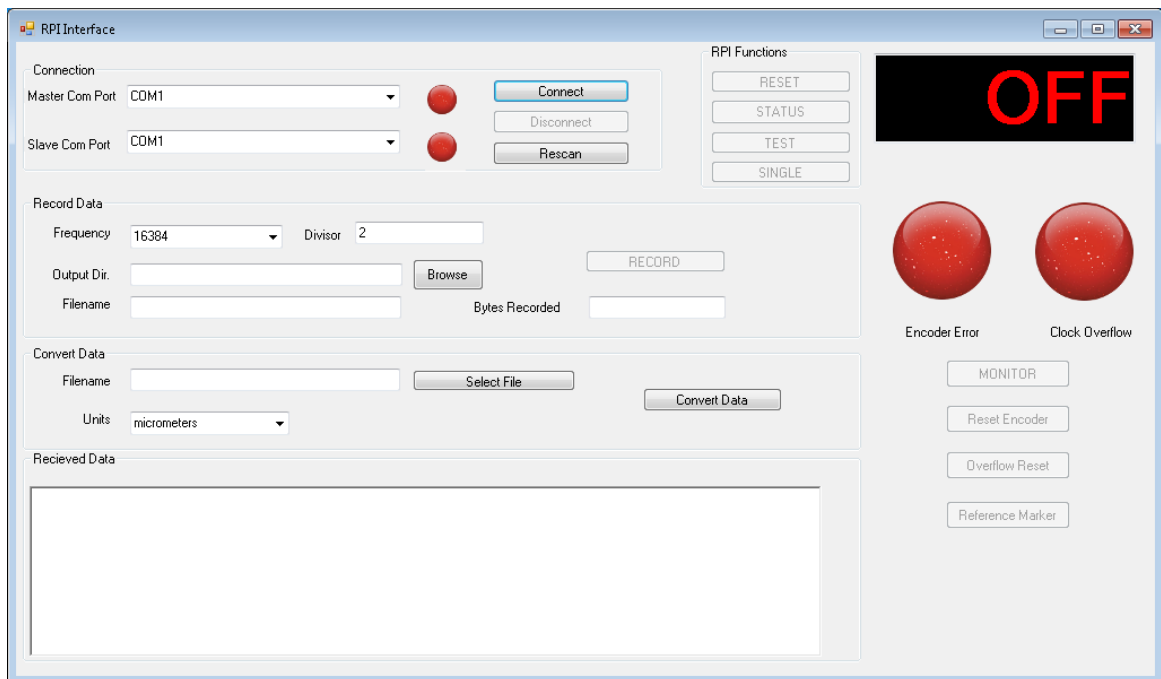 RPI Interface
Connection
Master Com Port COM1
Connect
Disconnect
Slave Com Port COM1
Rescan
RPI Functions
RESET
STATUS
TEST
SINGLE
OFF
Record Data
Frequency 16384 Divisor 2
Output Dir. Browse
RECORD
Filename Bytes Recorded
Encoder Error Clock Overflow
Convert Data
Filename Select File
Convert Data
Units micrometers
MONITOR
Reset Encoder
Overflow Reset
Reference Marker
Recieved Data